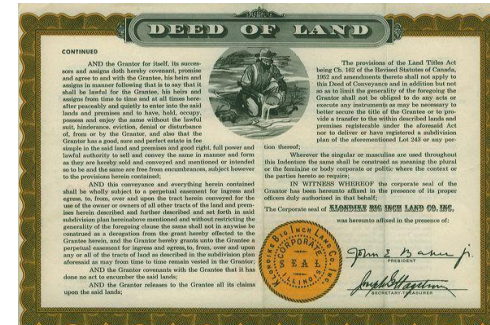 DEED OF LAND
CONTINUED
AND the Grantor for itself, its succes-
sors and assigns doth hereby covenant, promise
and agree to and with the Grantee, his heirs and
assigns in manner following that is to say that it
shall be lawful for the Grantee, his heirs and
assigns from time to time and at all times here-
after peaceably and quietly to enter into the said
lands and premises and to have, hold, occupy,
possess and enjoy the same without the lawful
suit, hinderance, eviction, denial or disturbance
of, from or by the Grantor, and also that the
Grantor has a good, sure and perfect estate in fee
simple in the said land premises and good right, full power and
lawful authority to sell and convey the same in manner and form
as they are hereby sold and conveyed and mentioned or intended
so to be and the same are free from encumbrances, subject however
to the provisions herein contained;
AND this conveyance and everything herein contained
shall be wholly subject to a perpetual easement for ingress and
egress to, from, over and upon the tract herein conveyed for the
use of the owner or owners of all other tracts of the land and prem-
ises herein described and further described and set forth in said
subdivision plan hereinabove mentioned and without restricting the
generality of the foregoing clause the same shall not in anywise be
construed as a derogation from the grant hereby effected to the
Grantee herein, and the Grantor hereby grants unto the Grantee a
perpetual easement for ingress and egress, to, from, over and upon
any or all of the tracts of land as described in the subdivision plan
aforesaid as may from time to time remain vested in the Grantor;
AND the Grantor covenants with the Grantee that it has
done no act to encumber the said lands;
AND the Grantor releases to the Grantee all its claims
upon the said lands;
The provisions of the Land Titles Act
being Ch. 162 of the Revised Statutes of Canada,
1952 and amendments thereto shall not apply to
this Deed of Conveyance and in addition but not
so as to limit the generality of the foregoing the
Grantor shall not be obliged to do any acts or
execute any instruments as may be necessary to
better secure the title of the Grantee or to pro-
vide a transfer to the within described lands and
premises registerable under the aforesaid Act
nor to deliver or have registered a subdivision
plan of the aforementioned Lot 243 or any por-
tion thereof;
Wherever the singular or masculine are used throughout
this Indenture the same shall be construed as meaning the plural
or the feminine or body corporate or politic where the context or
the parties hereto so require;
IN WITNESS WHEREOF the corporate seal of the
Grantor has been hereunto affixed in the presence of its proper
officers duly authorized in that behalf;
The Corporate seal of KLONDIKE BIG INCH LAND CO. INC.
was hereunto affixed in the presence of:
Klondike Big Inch Land Co. Inc.
CORPORATE
SEAL
ILLINOIS
John E Baker jr.
PRESIDENT
SECRETARY-TREASURER